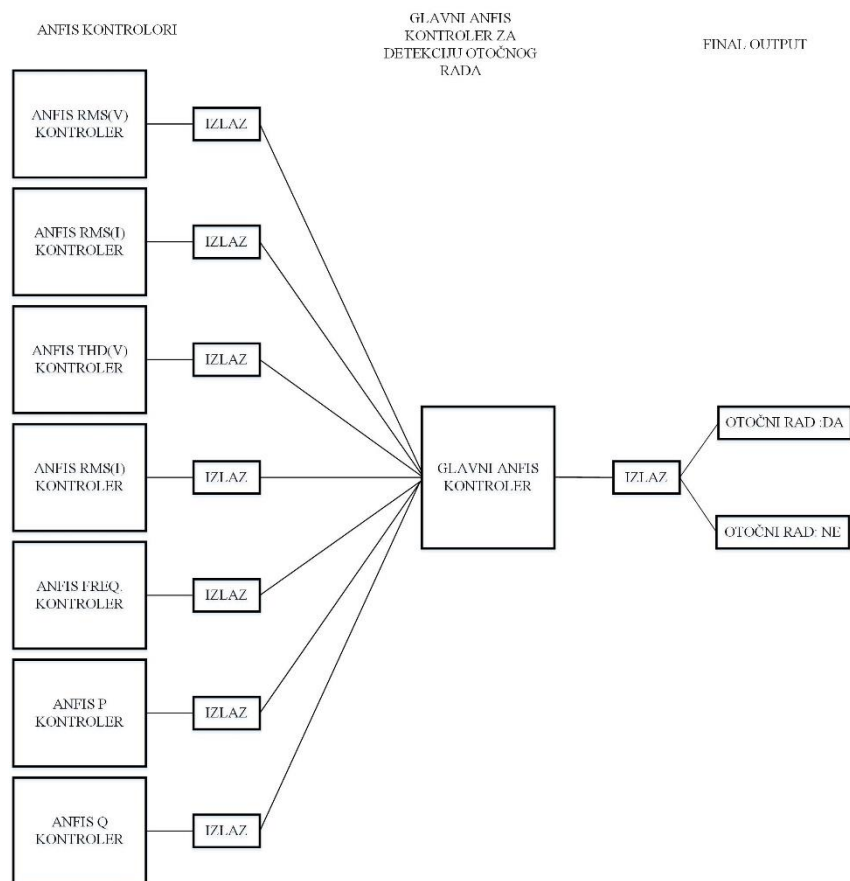 ANFIS KONTROLORI
GLAVNI ANFIS
KONTROLER ZA
DETEKCIJU OTOČNOG
RADA
FINAL OUTPUT
ANFIS RMS(V)
KONTROLER
IZLAZ
ANFIS RMS(I)
KONTROLER
IZLAZ
ANFIS THD(V)
KONTROLER
IZLAZ
ANFIS RMS(I)
KONTROLER
IZLAZ
ANFIS FREQ.
KONTROLER
IZLAZ
ANFIS P
KONTROLER
IZLAZ
ANFIS Q
KONTROLER
IZLAZ
GLAVNI ANFIS
KONTROLER
IZLAZ
OTOČNI RAD :DA
OTOČNI RAD: NE